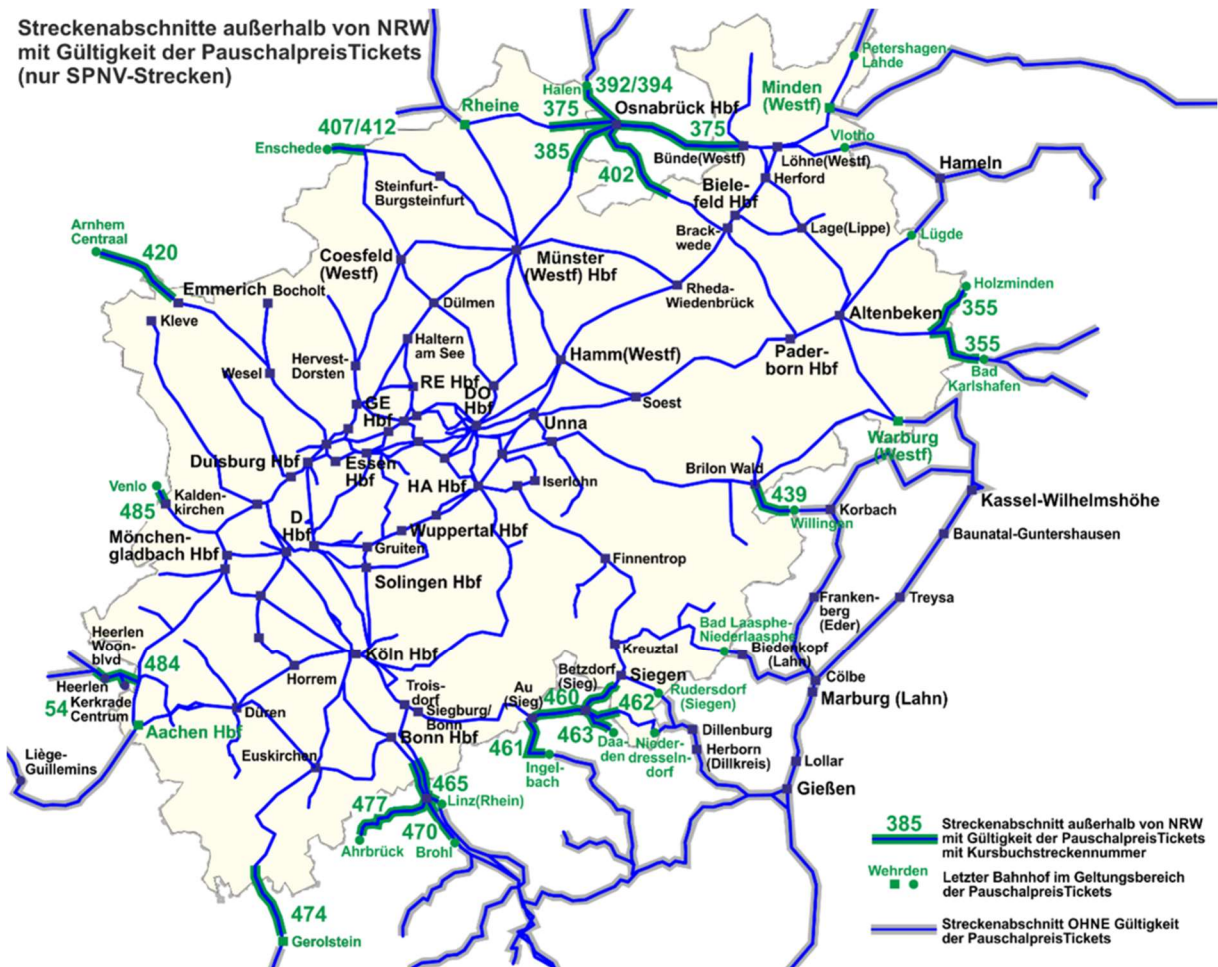 Streckenabschnitte außerhalb von NRW
mit Gültigkeit der PauschalpreisTickets
(nur SPNV-Strecken)
Petershagen
Lahde
Halen
392/394
Minden
(Westf)
Rheine
375
Osnabrück Hbf
407/412
375
Vlotho
Enschede
385
Bünde(Westf)
Löhne(Westf)
Hameln
Steinfurt-
Burgsteinfurt
402
Herford
Biele-
feld Hbf
Arnhem
Centraal
420
Brack-
wede
Lage(Lippe)
Lügde
Coesfeld
(Westf)
Münster
(Westf) Hbf
Emmerich
Bocholt
Dülmen
Rheda-
Wiedenbrück
Holzminden
355
Kleve
Altenbeken
Haltern
am See
355
Hervest-
Dorsten
Hamm(Westf)
Pader-
born Hbf
Bad
Karlshafen
Wesel
RE Hbf
GE
Hbf
DO
Hbf
Soest
Unna
Warburg
(Westf)
Duisburg Hbf
Essen
Hbf
Brilon Wald
Venlo
Kalden-
kirchen
HA Hbf
Iserlohn
485
439
Willingen
Korbach
Kassel-Wilhelmshöhe
D
Hbf
Wuppertal Hbf
Baunatal-Guntershausen
Mönchen-
gladbach Hbf
Gruiten
Finnentrop
Solingen Hbf
Franken-
berg
(Eder)
Treysa
Heerlen
Woon-
blvd
Bad Laasphe-
Niederlaasphe
484
Köln Hbf
Kreuztal
Biedenkopf
(Lahn)
Betzdorf
(Sieg)
Siegen
Cölbe
Heerlen
Horrem
Trois-
dorf
Au
(Sieg)
460
462
Rudersdorf
(Siegen)
Marburg (Lahn)
54
Kerkrade
Centrum
Düren
Siegburg/
Bonn
Aachen Hbf
Bonn Hbf
461
463
Daa-
den
Nieder-
dresseln-
dorf
Dillenburg
Herborn
(Dillkreis)
Liège-
Guillemins
Euskirchen
Ingel-
bach
Lollar
465
Linz(Rhein)
Gießen
477
470
Ahrbrück
Brohl
385
Streckenabschnitt außerhalb von NRW
mit Gültigkeit der PauschalpreisTickets
mit Kursbuchstreckennummer
Wehrden
Letzter Bahnhof im Geltungsbereich
der PauschalpreisTickets
474
Gerolstein
Streckenabschnitt OHNE Gültigkeit
der PauschalpreisTickets